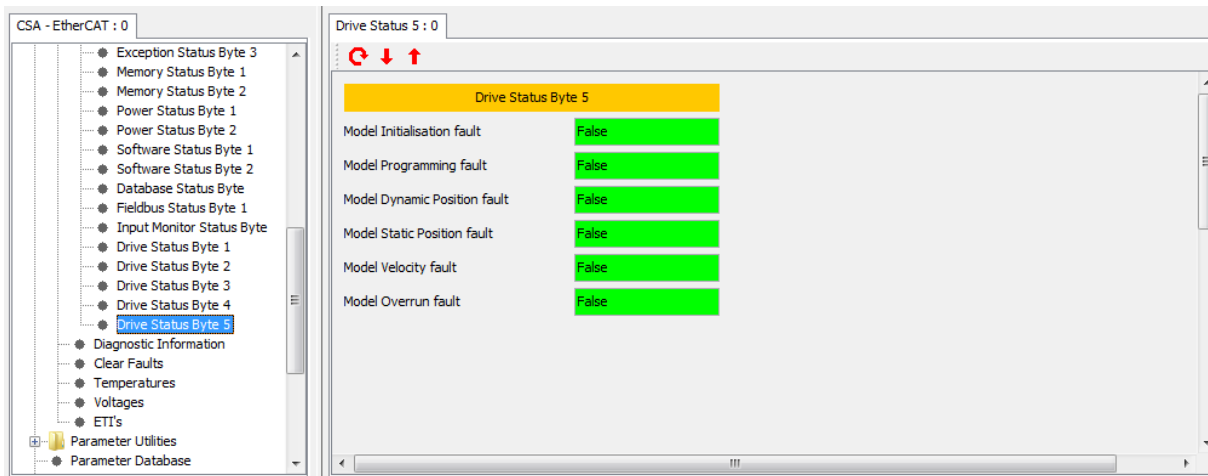 CSA - EtherCAT : 0
Exception Status Byte 3
Memory Status Byte 1
Memory Status Byte 2
Power Status Byte 1
Power Status Byte 2
Software Status Byte 1
Software Status Byte 2
Database Status Byte
Fieldbus Status Byte 1
Input Monitor Status Byte
Drive Status Byte 1
Drive Status Byte 2
Drive Status Byte 3
Drive Status Byte 4
Drive Status Byte 5
Diagnostic Information
Clear Faults
Temperatures
Voltages
ETI's
Parameter Utilities
Parameter Database
Drive Status 5 : 0
Drive Status Byte 5
Model Initialisation fault False
Model Programming fault False
Model Dynamic Position fault False
Model Static Position fault False
Model Velocity fault False
Model Overrun fault False